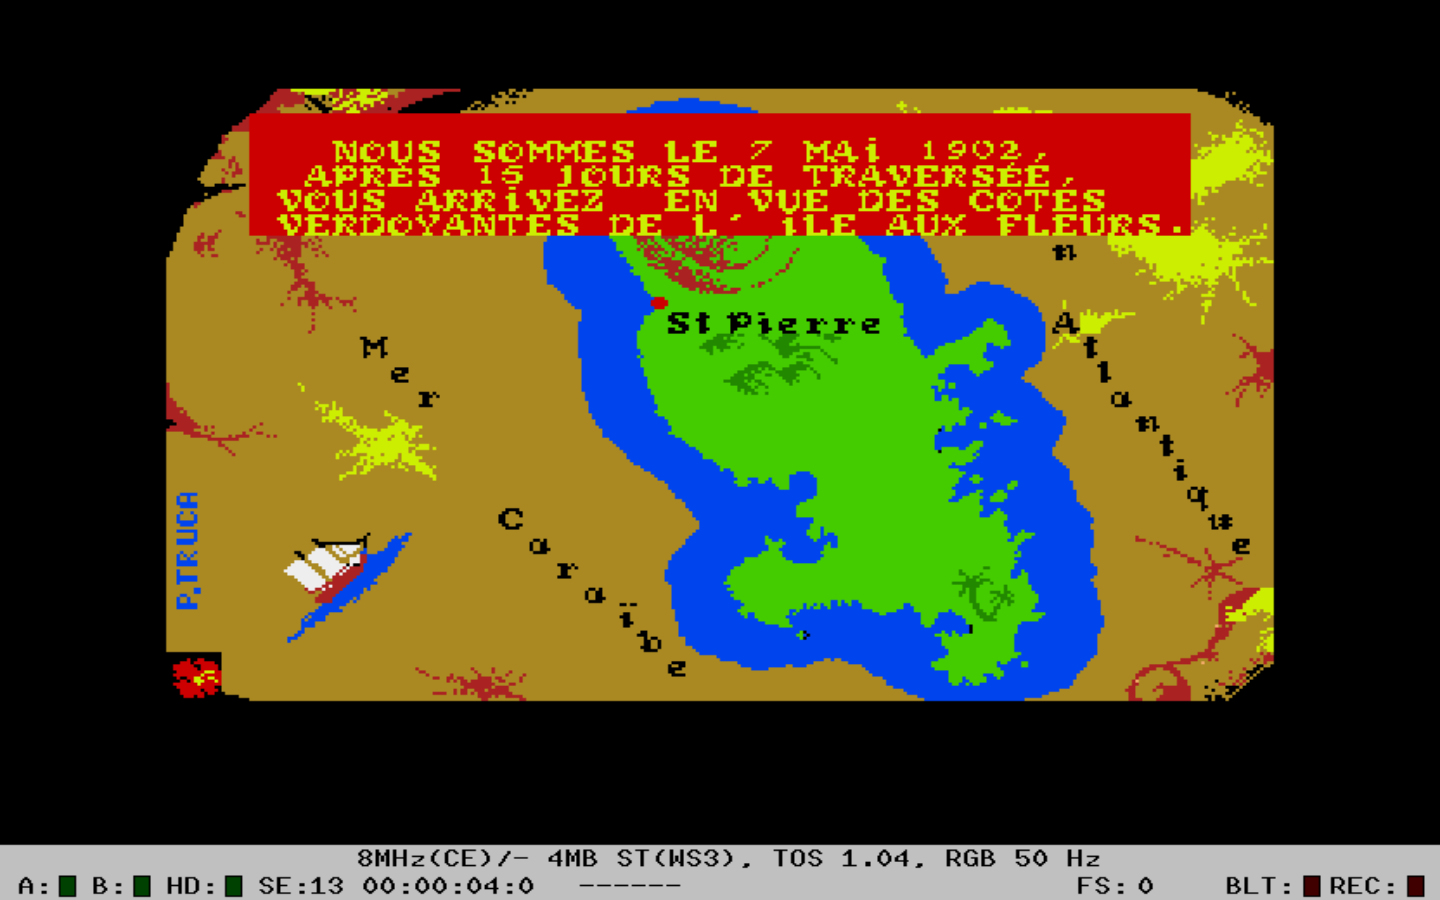 NOUS SOMMES LE 7 MAi 1902,
APRES 15 JOURS DE TRAVERSÉE,
VOUS ARRiVEZ EN VUE DES COTES
VERDOYANTES DE L' iLE AUX FLEURS.
n
St Pierre
Atlantique
Mer
Caraïbe
P.TRUCA
8MHz(CE)/- 4MB ST(WS3), TOS 1.04, RGB 50 Hz
A: B: HD: SE:13 00:00:04:0 ------ FS: 0 BLT: REC: